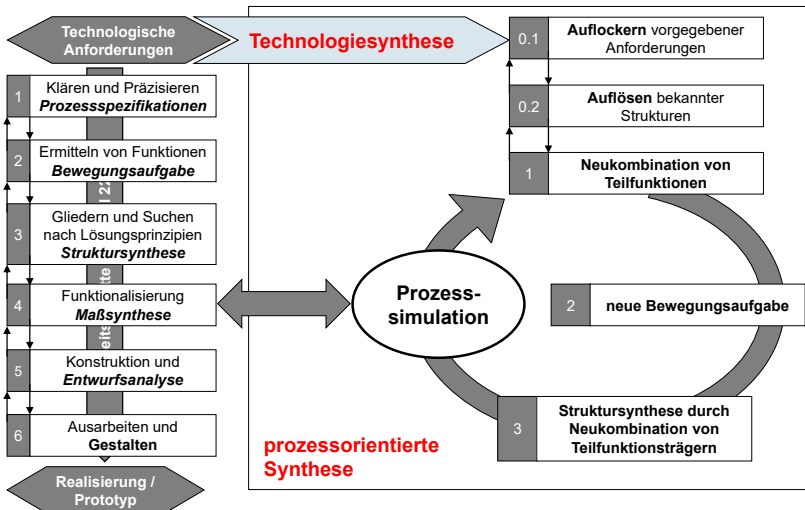 Technologische
Anforderungen
Technologiesynthese
1
Klären und Präzisieren
Prozessspezifikationen
2
Ermitteln von Funktionen
Bewegungsaufgabe
3
Gliedern und Suchen
nach Lösungsprinzipien
Struktursynthese
4
Funktionalisierung
Maßsynthese
5
Konstruktion und
Entwurfsanalyse
6
Ausarbeiten und
Gestalten
Realisierung /
Prototyp
0.1
Auflockern vorgegebener
Anforderungen
0.2
Auflösen bekannter
Strukturen
1
Neukombination von
Teilfunktionen
Prozess-
simulation
2
neue Bewegungsaufgabe
3
Struktursynthese durch
Neukombination von
Teilfunktionsträgern
prozessorientierte
Synthese